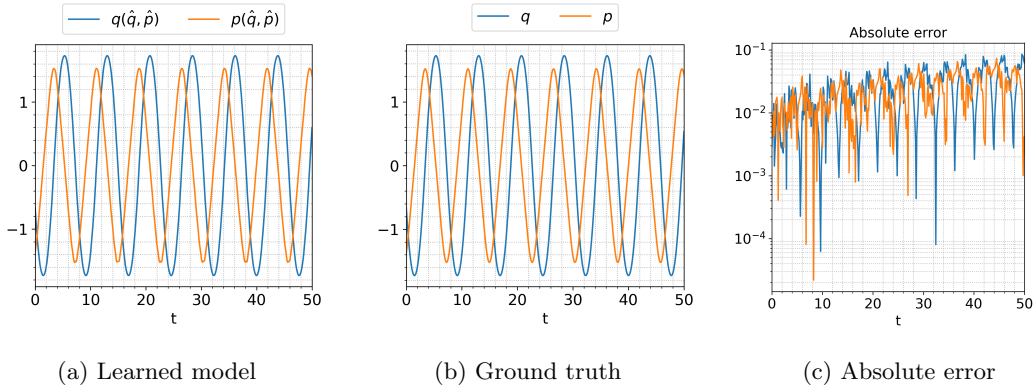 q(q̂, p̂) p(q̂, p̂)
1
0
−1
0 10 20 30 40 50
t
(a) Learned model
q p
1
0
−1
0 10 20 30 40 50
t
(b) Ground truth
Absolute error
10⁻¹
10⁻²
10⁻³
10⁻⁴
0 10 20 30 40 50
t
(c) Absolute error